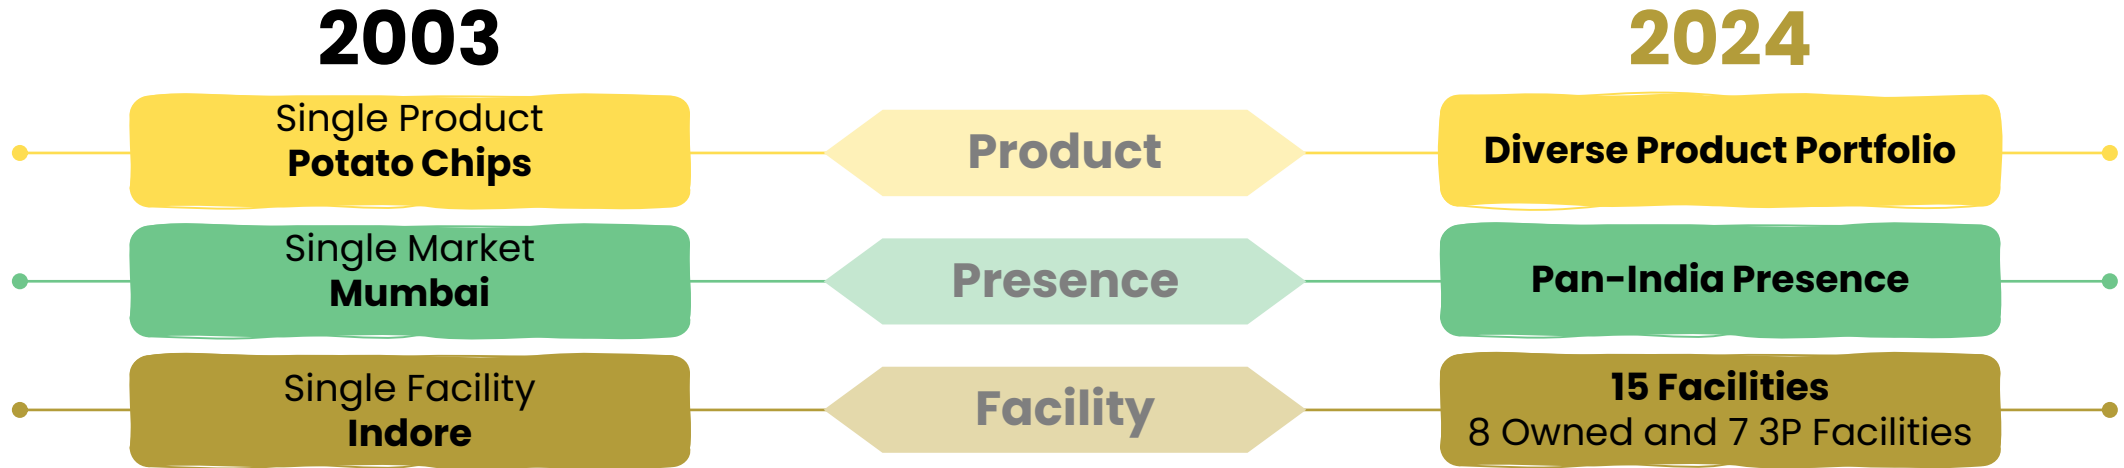 2003
2024
Single Product
Potato Chips
Product
Diverse Product Portfolio
Single Market
Mumbai
Presence
Pan-India Presence
Single Facility
Indore
Facility
15 Facilities
8 Owned and 7 3P Facilities